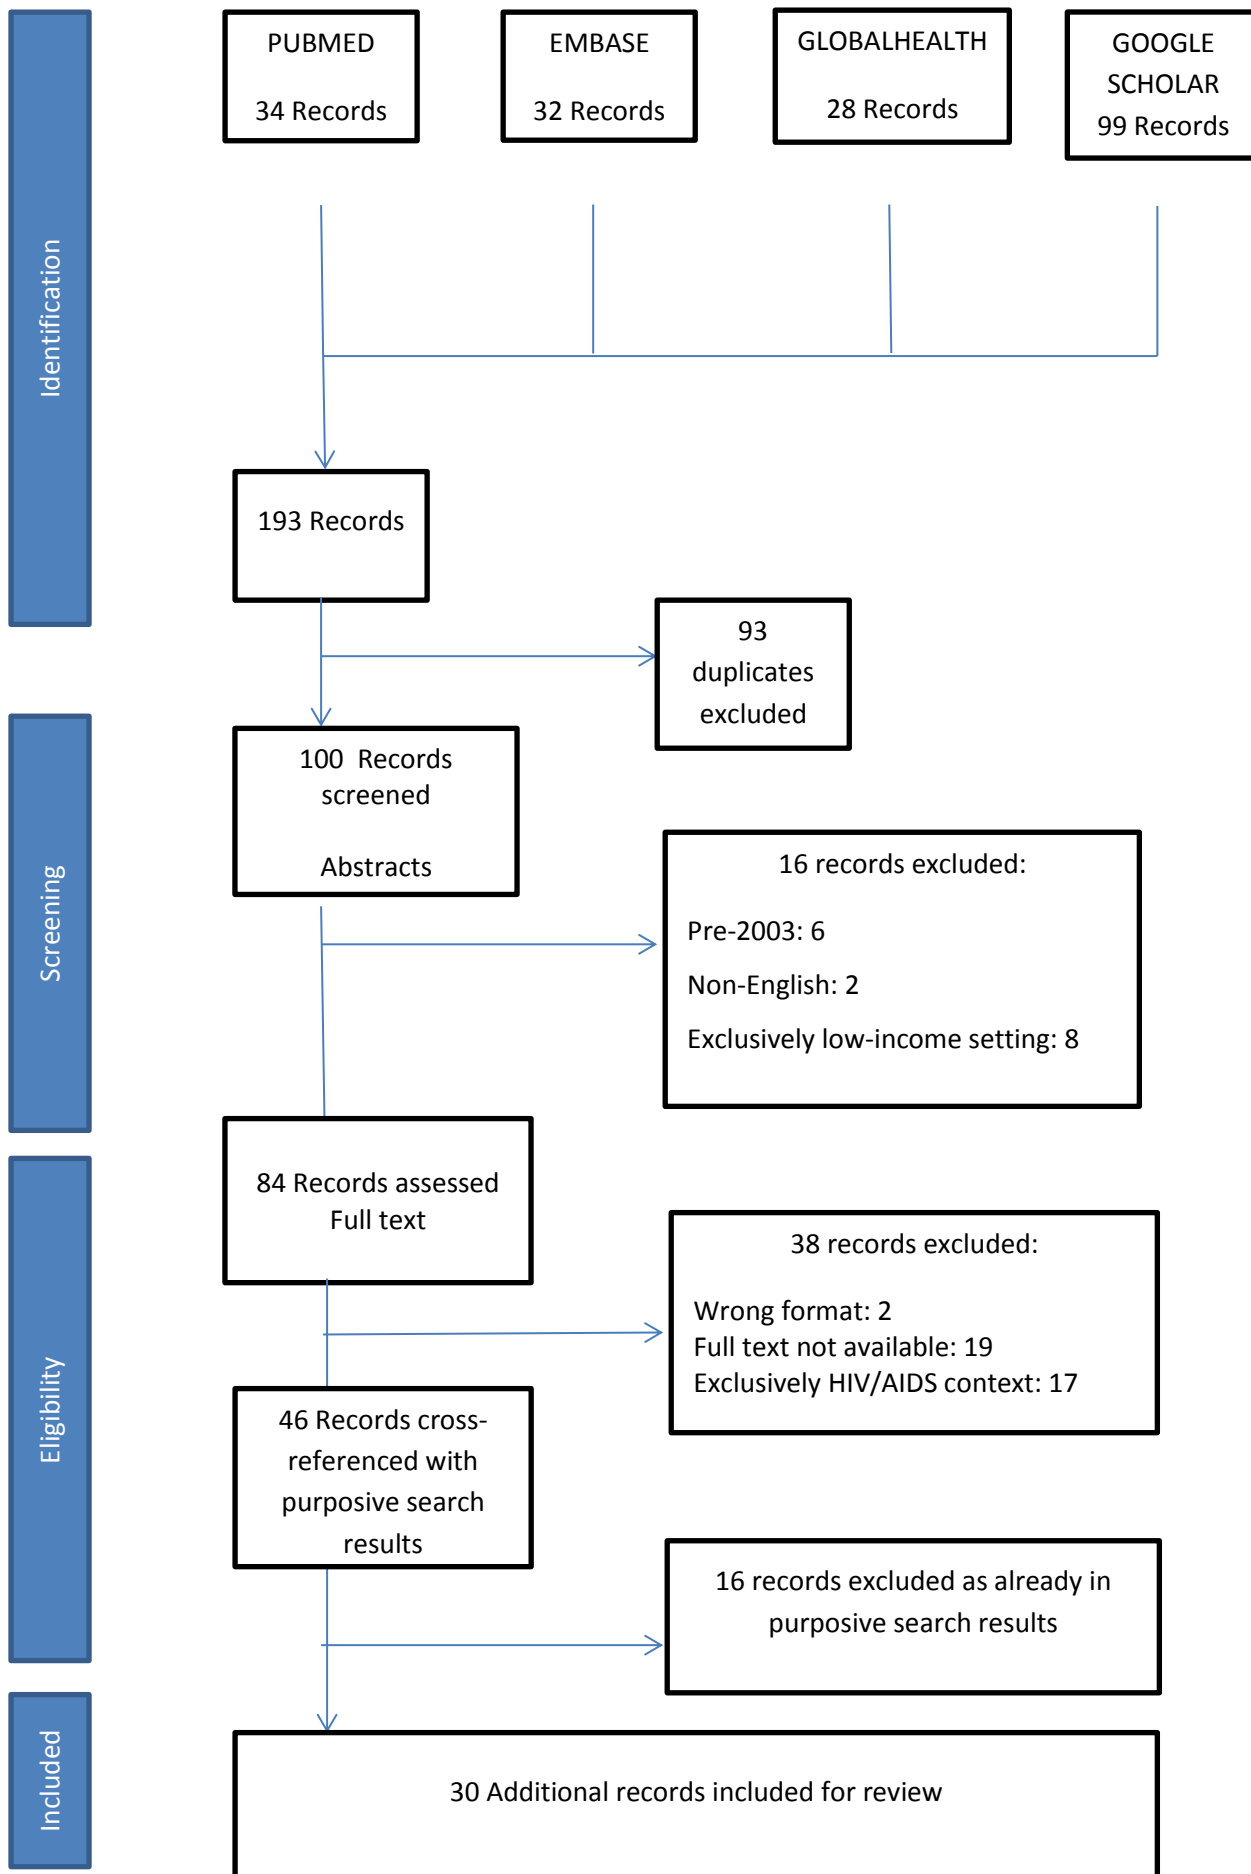 PUBMED
34 Records
EMBASE
32 Records
GLOBALHEALTH
28 Records
GOOGLE
SCHOLAR
99 Records
Identification
193 Records
93
duplicates
excluded
Screening
100 Records
screened
Abstracts
16 records excluded:
Pre-2003: 6
Non-English: 2
Exclusively low-income setting: 8
Eligibility
84 Records assessed
Full text
38 records excluded:
Wrong format: 2
Full text not available: 19
Exclusively HIV/AIDS context: 17
46 Records cross-
referenced with
purposive search
results
16 records excluded as already in
purposive search results
Included
30 Additional records included for review